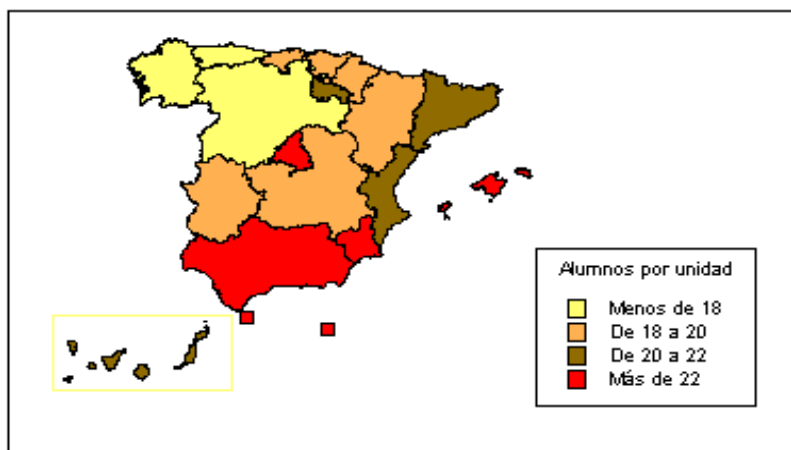 Alumnos por unidad
Menos de 18
De 18 a 20
De 20 a 22
Más de 22